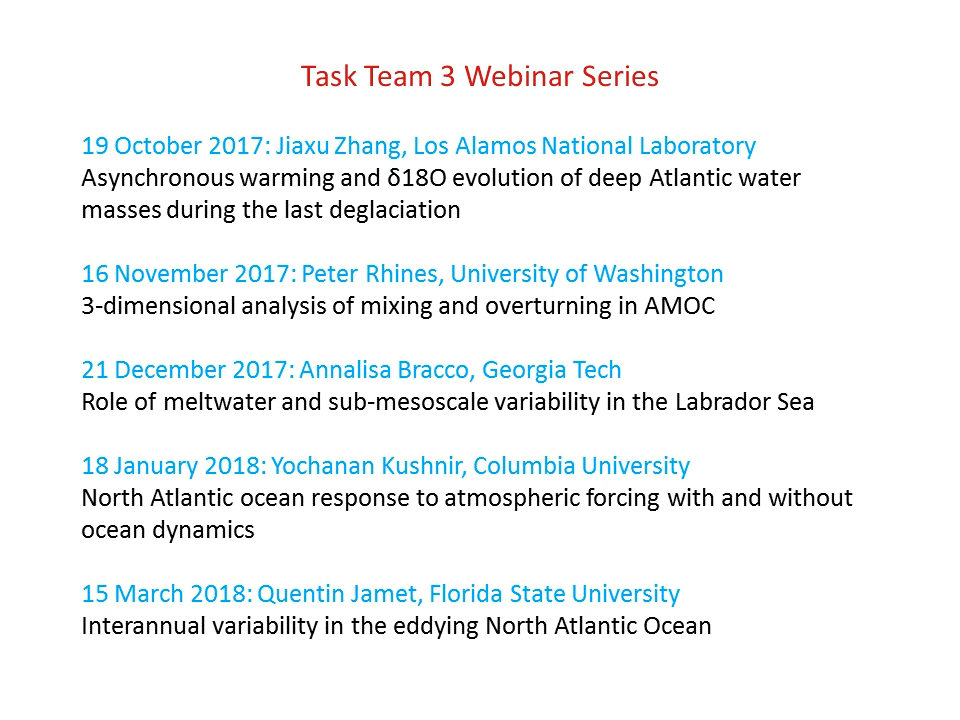 Task Team 3 Webinar Series
19 October 2017: Jiaxu Zhang, Los Alamos National Laboratory
Asynchronous warming and δ18O evolution of deep Atlantic water
masses during the last deglaciation
16 November 2017: Peter Rhines, University of Washington
3-dimensional analysis of mixing and overturning in AMOC
21 December 2017: Annalisa Bracco, Georgia Tech
Role of meltwater and sub-mesoscale variability in the Labrador Sea
18 January 2018: Yochanan Kushnir, Columbia University
North Atlantic ocean response to atmospheric forcing with and without
ocean dynamics
15 March 2018: Quentin Jamet, Florida State University
Interannual variability in the eddying North Atlantic Ocean